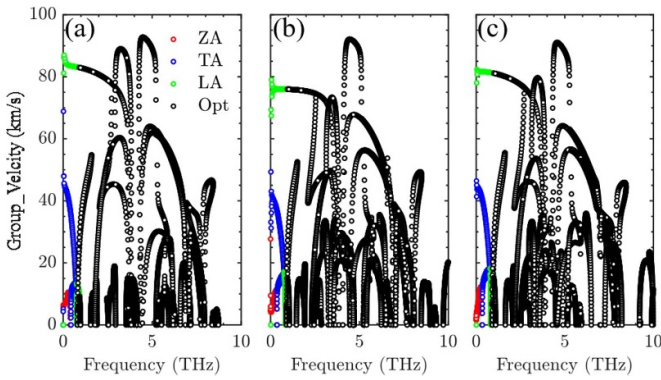 (a)
(b)
(c)
ZA
TA
LA
Opt
Group_Velcity (km/s)
100
80
60
40
20
0
0 5 10
0 5 10
0 5 10
Frequency (THz)
Frequency (THz)
Frequency (THz)